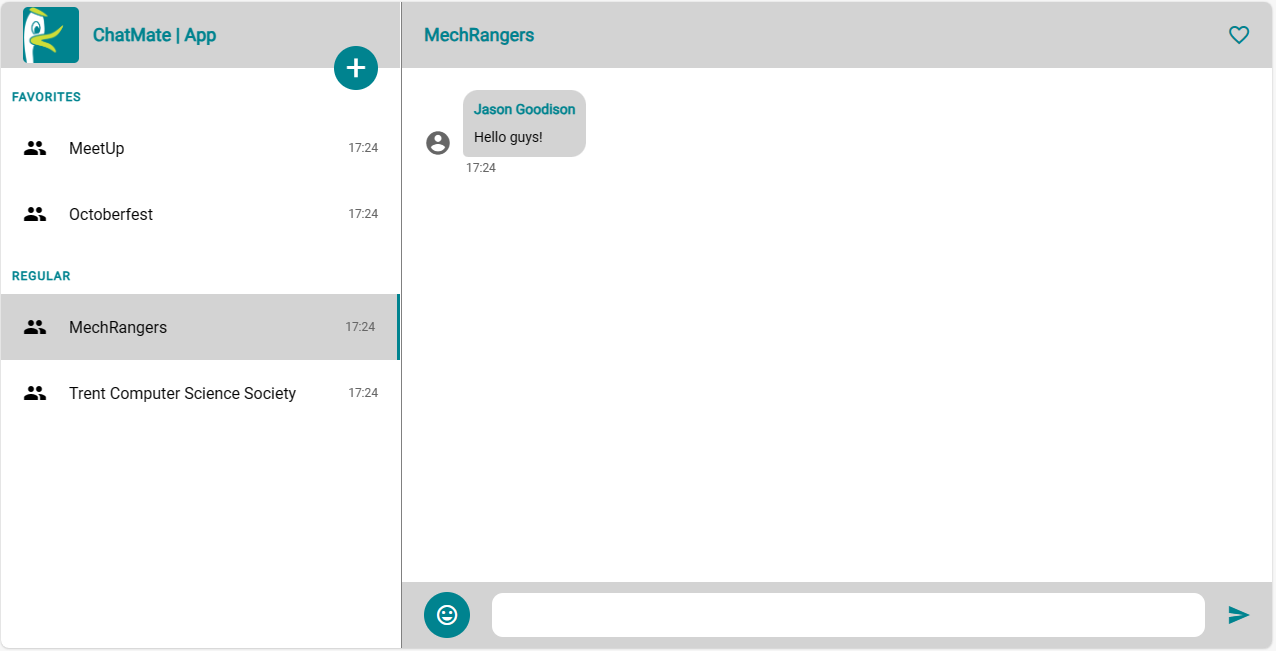 ChatMate | App
FAVORITES
MeetUp 17:24
Octoberfest 17:24
REGULAR
MechRangers 17:24
Trent Computer Science Society 17:24
MechRangers
Jason Goodison
Hello guys!
17:24